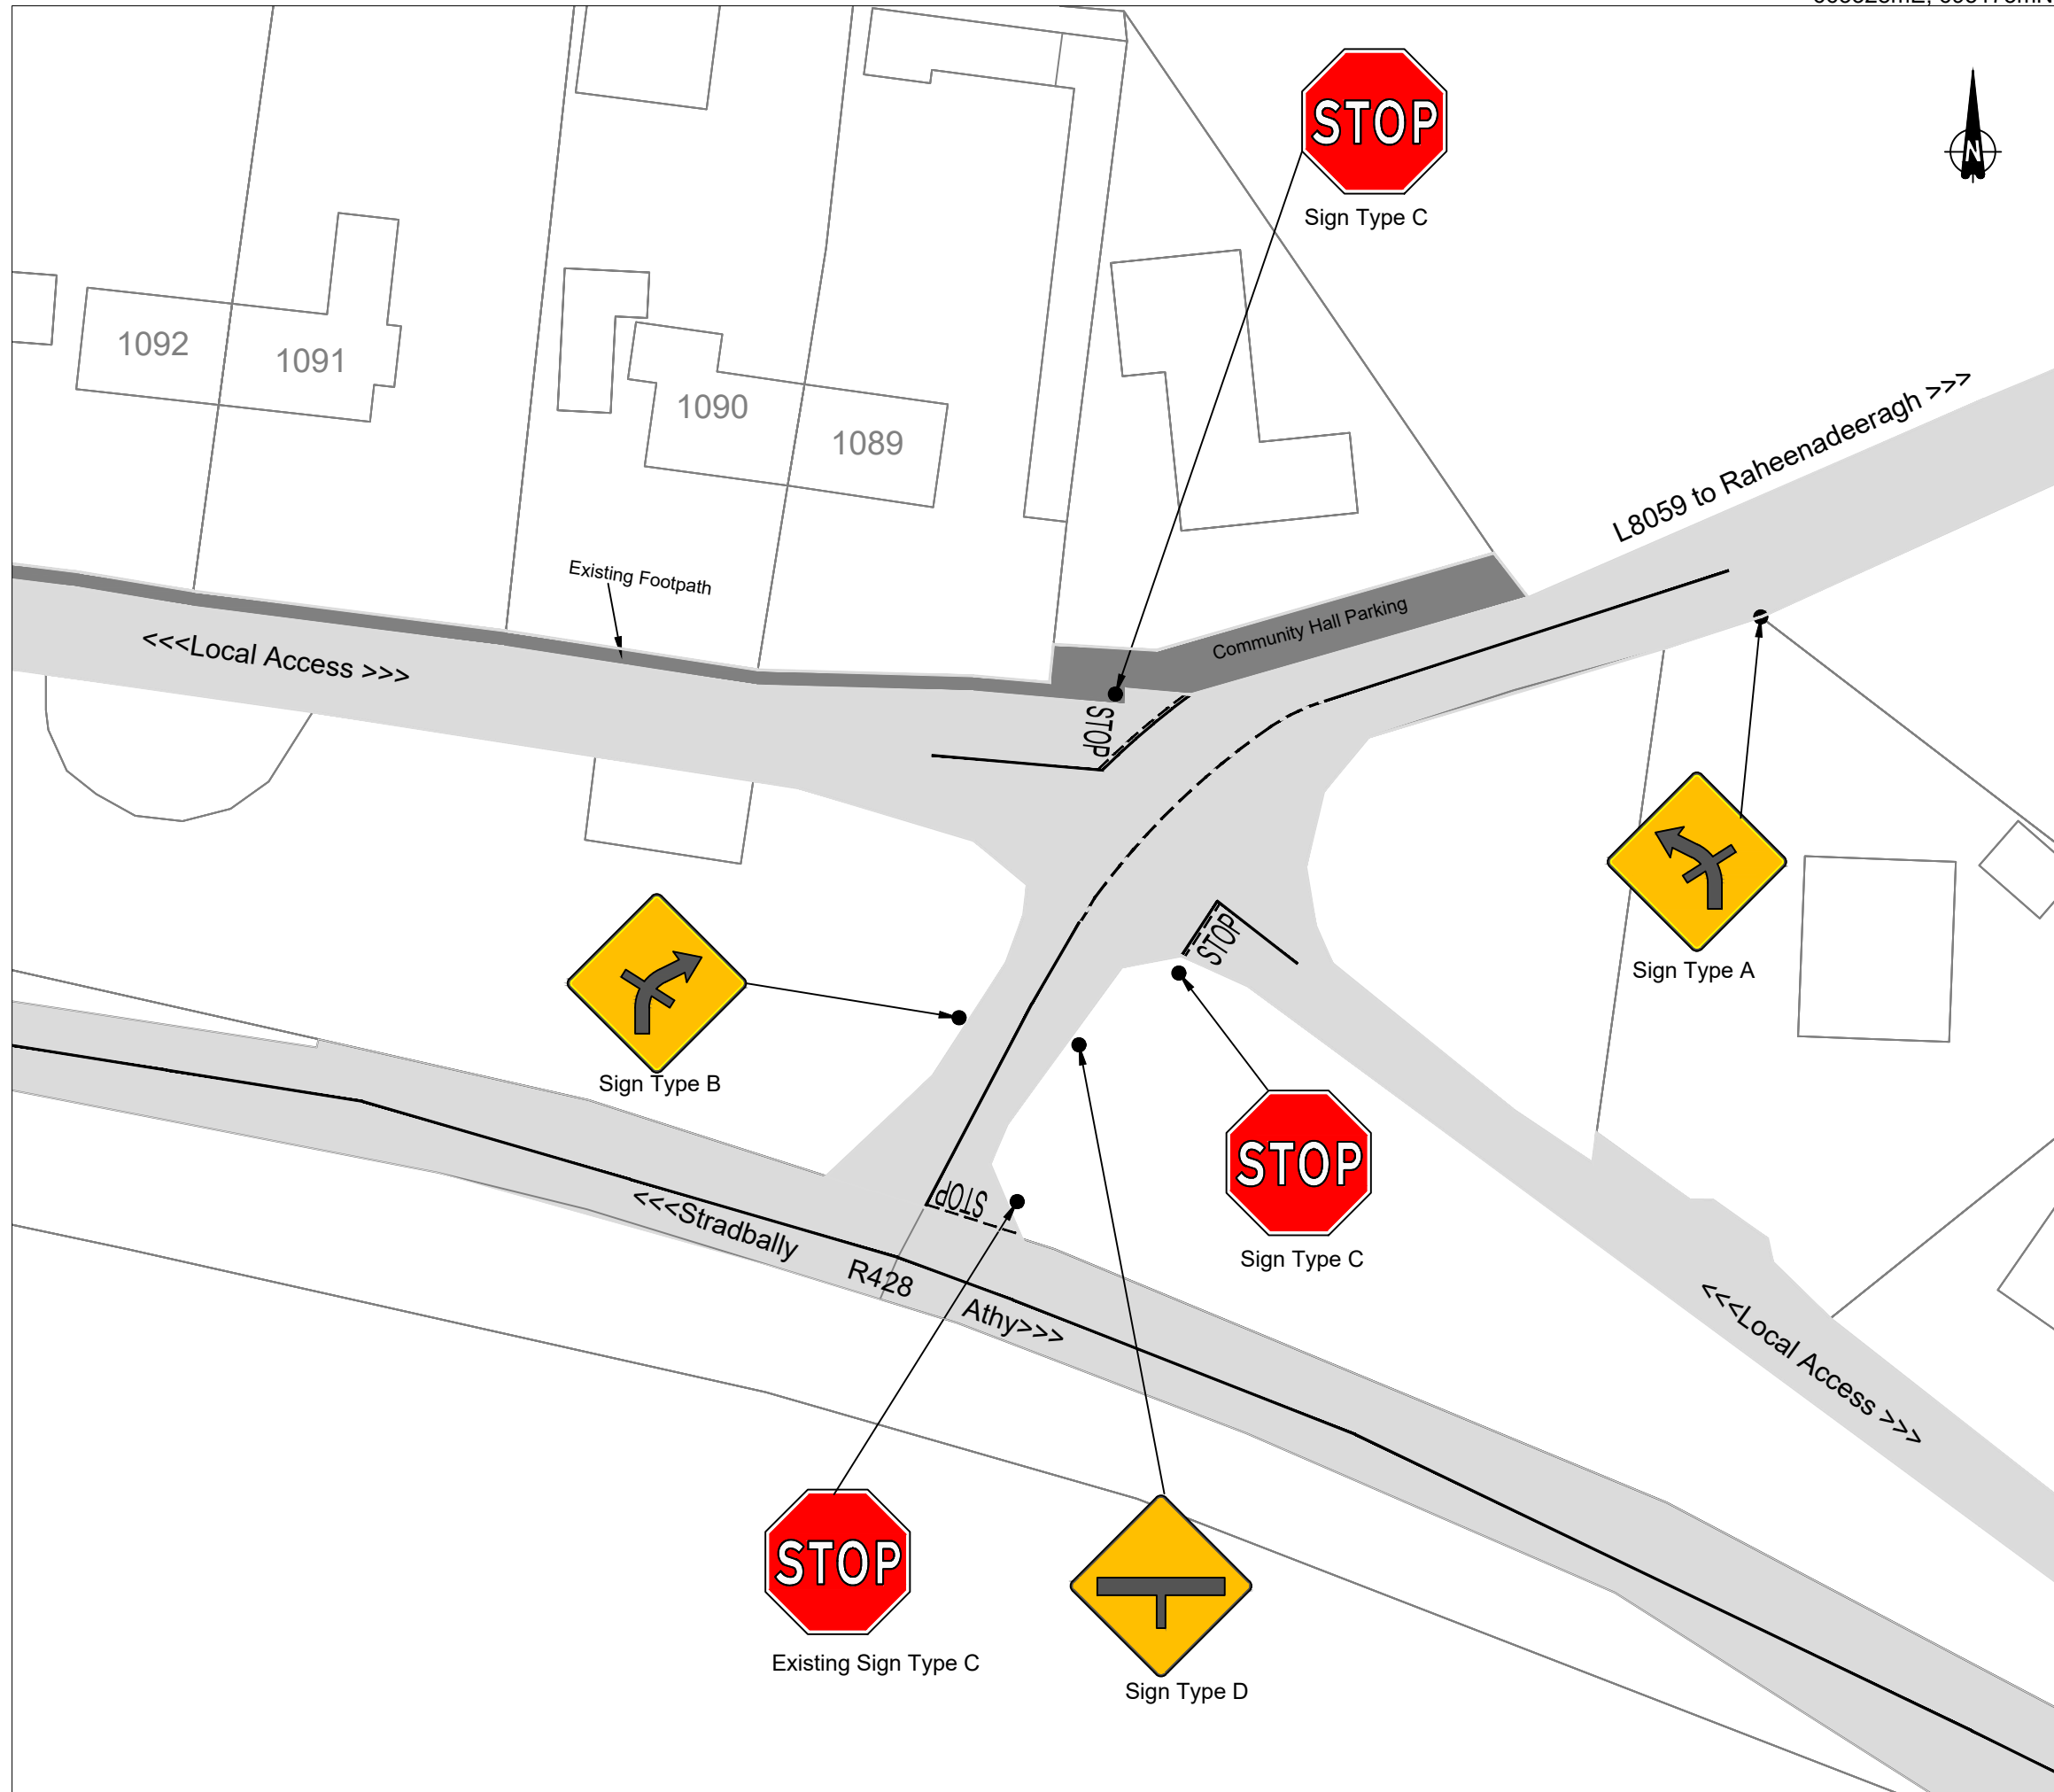 STOP
Sign Type C
N
1092
1091
1090
1089
L8059 to Raheenadeeragh >>>
Existing Footpath
Community Hall Parking
<<<Local Access >>>
STOP
STOP
Sign Type A
Sign Type B
STOP
Sign Type C
STOP
<<<Stradbally
R428
Athy>>>
<<<Local Access >>>
STOP
Existing Sign Type C
Sign Type D